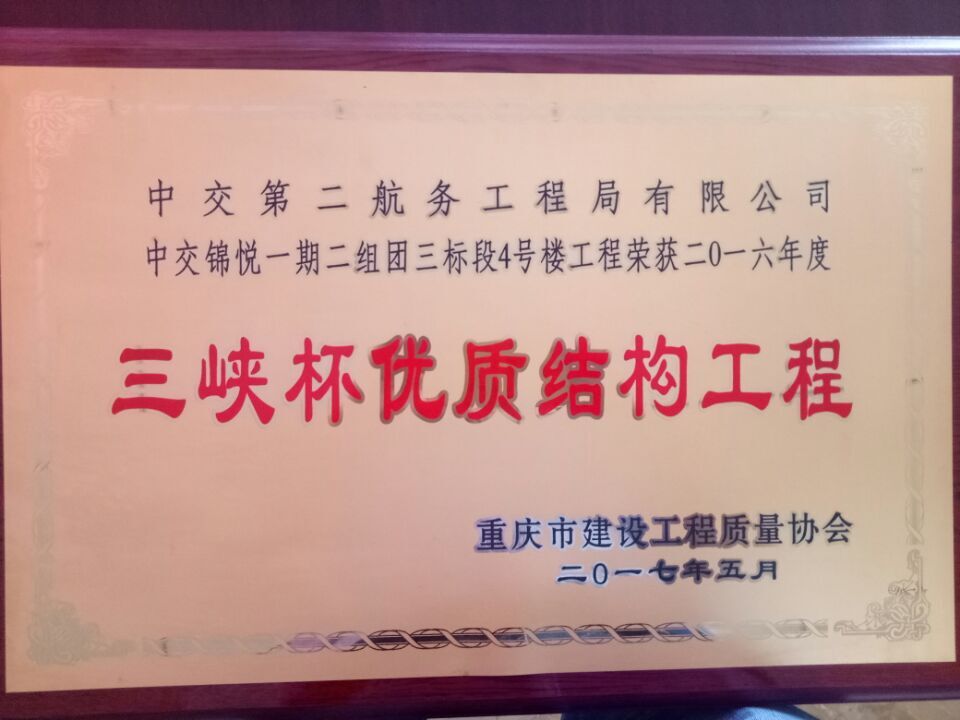 中交第二航务工程局有限公司
中交锦悦一期二组团三标段4号楼工程荣获二0一六年度
三峡杯优质结构工程
重庆市建设工程质量协会
二0一七年五月